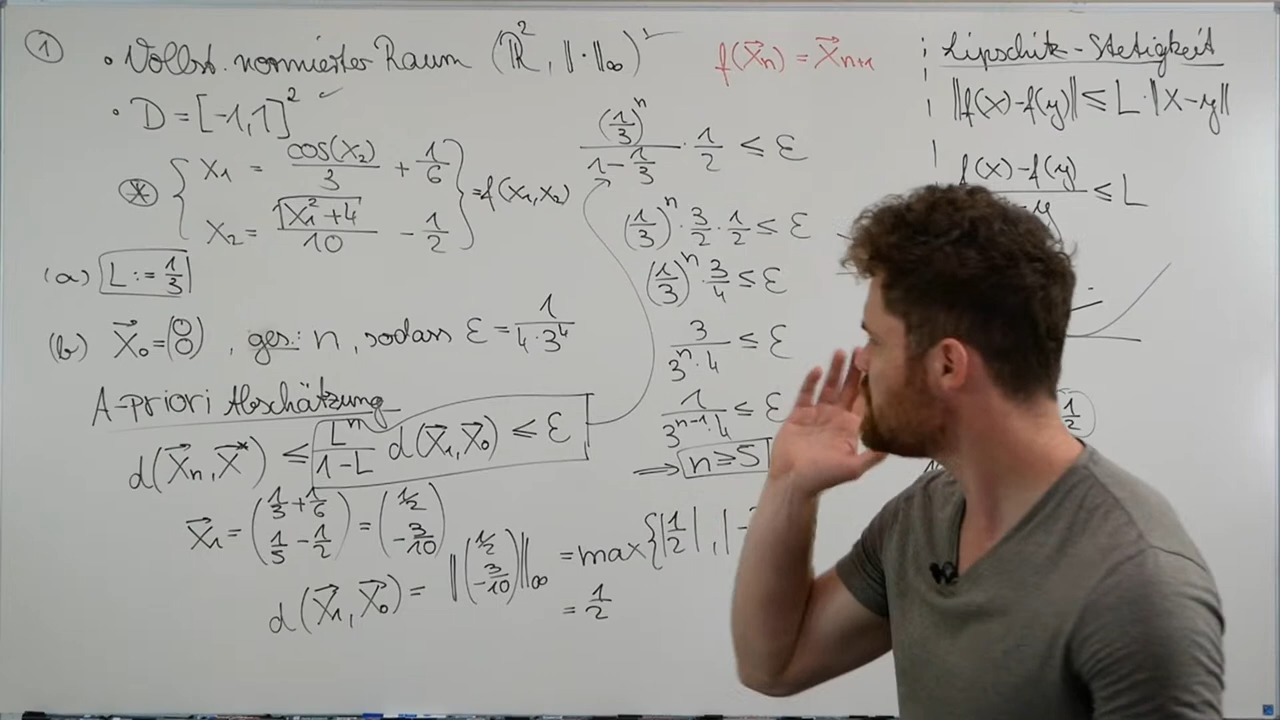 ① • Vollst. normierter Raum (ℝ², ‖·‖∞) ✓
• D = [-1,1]² ✓
⊛ { x₁ = cos(x₂)/3 + 1/6
x₂ = √(x₁²+4)/10 - 1/2 } = f(x₁,x₂)
(a) L := 1/3
(b) x⃗₀ = (0 0), ges.: n, sodass ε = 1/(4·3⁴)
A-priori Abschätzung
d(x⃗ₙ, x⃗*) ≤ Lⁿ/(1-L) d(x⃗₁, x⃗₀) ≤ ε
x⃗₁ = (1/3+1/6 1/5-1/2) = (1/2 -3/10)
d(x⃗₁, x⃗₀) = ‖(1/2 -3/10)‖∞ = max{|1/2|, |-
= 1/2
f(x⃗ₙ) = x⃗ₙ₊₁
(1/3)ⁿ/(1-1/3) · 1/2 ≤ ε
(1/3)ⁿ · 3/2 · 1/2 ≤ ε
(1/3)ⁿ · 3/4 ≤ ε
3/(3ⁿ·4) ≤ ε
1/(3ⁿ⁻¹·4) ≤ ε
⟹ n ≥ 5
Lipschitz-Stetigkeit
‖f(x)-f(y)‖ ≤ L·‖x-y‖
f(x)-f(y)
≤ L
1/2